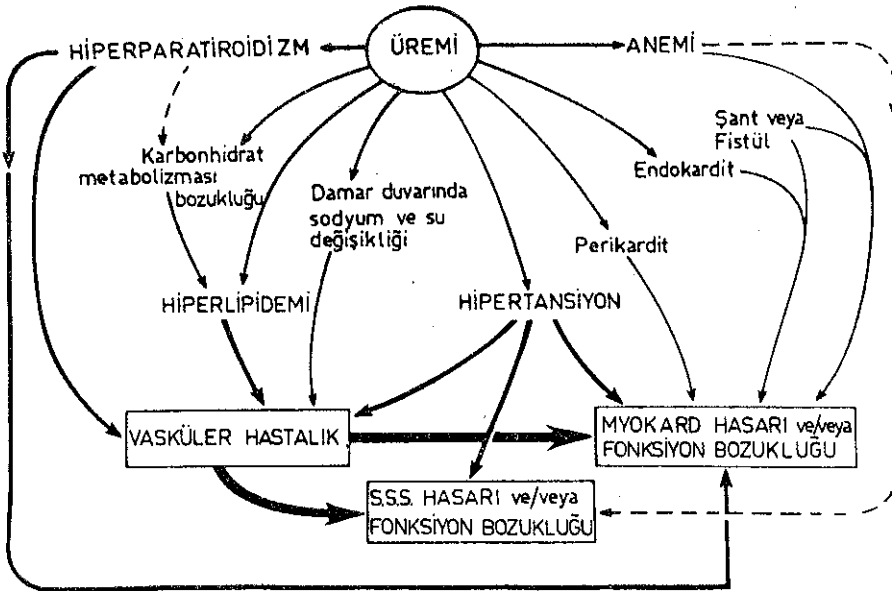 HİPERPARATİROİDİZM
ÜREMİ
ANEMİ
Karbonhidrat
metabolizması
bozukluğu
Damar duvarında
sodyum ve su
değişikliği
Şant veya
Fistül
Endokardit
Perikardit
HİPERLİPİDEMİ
HİPERTANSİYON
VASKÜLER HASTALIK
MYOKARD HASARI ve/veya
FONKSİYON BOZUKLUĞU
S.S.S. HASARI ve/veya
FONKSİYON BOZUKLUĞU